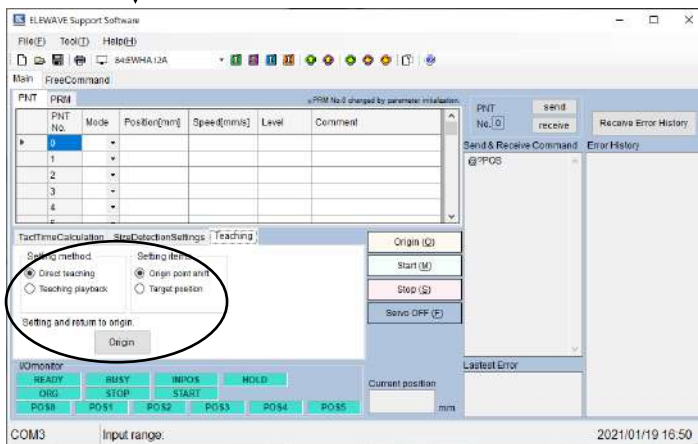 ELEWAVE Support Software
File(F) Tool(T) Help(H)
84:EWHA12A
Main FreeCommand
PNT PRM
※PRM No.0 changed by parameter initialization.
PNT No. Mode Position[mm] Speed[mm/s] Level Comment
0
1
2
3
4
PNT No. 0 send receive
Receive Error History
Send & Receive Command
@?POS
Error History
TactTimeCalculation SizeDetectionSettings Teaching
Setting method
Direct teaching
Teaching playback
Setting items
Origin point shift
Target position
Setting and return to origin.
Origin
Origin (O)
Start (M)
Stop (S)
Servo OFF (F)
I/Omonitor
READY BUSY INPOS HOLD
ORG STOP START
POS0 POS1 POS2 POS3 POS4 POS5
Current position
mm
Lastest Error
COM3 Input range: 2021/01/19 16:50